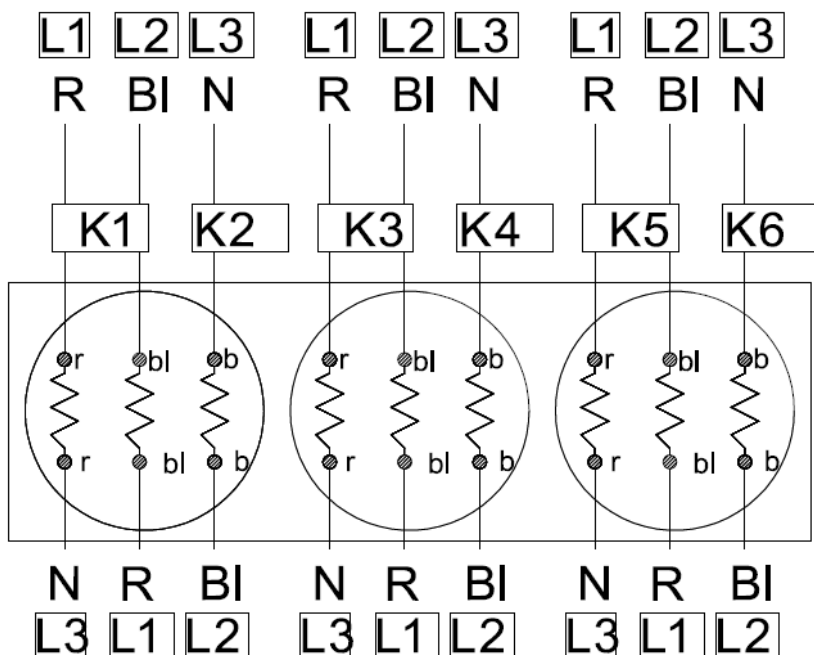 L1 L2 L3 L1 L2 L3 L1 L2 L3
R Bl N R Bl N R Bl N
K1 K2 K3 K4 K5 K6
r bl b r bl b r bl b
r bl b r bl b r bl b
N R Bl N R Bl N R Bl
L3 L1 L2 L3 L1 L2 L3 L1 L2